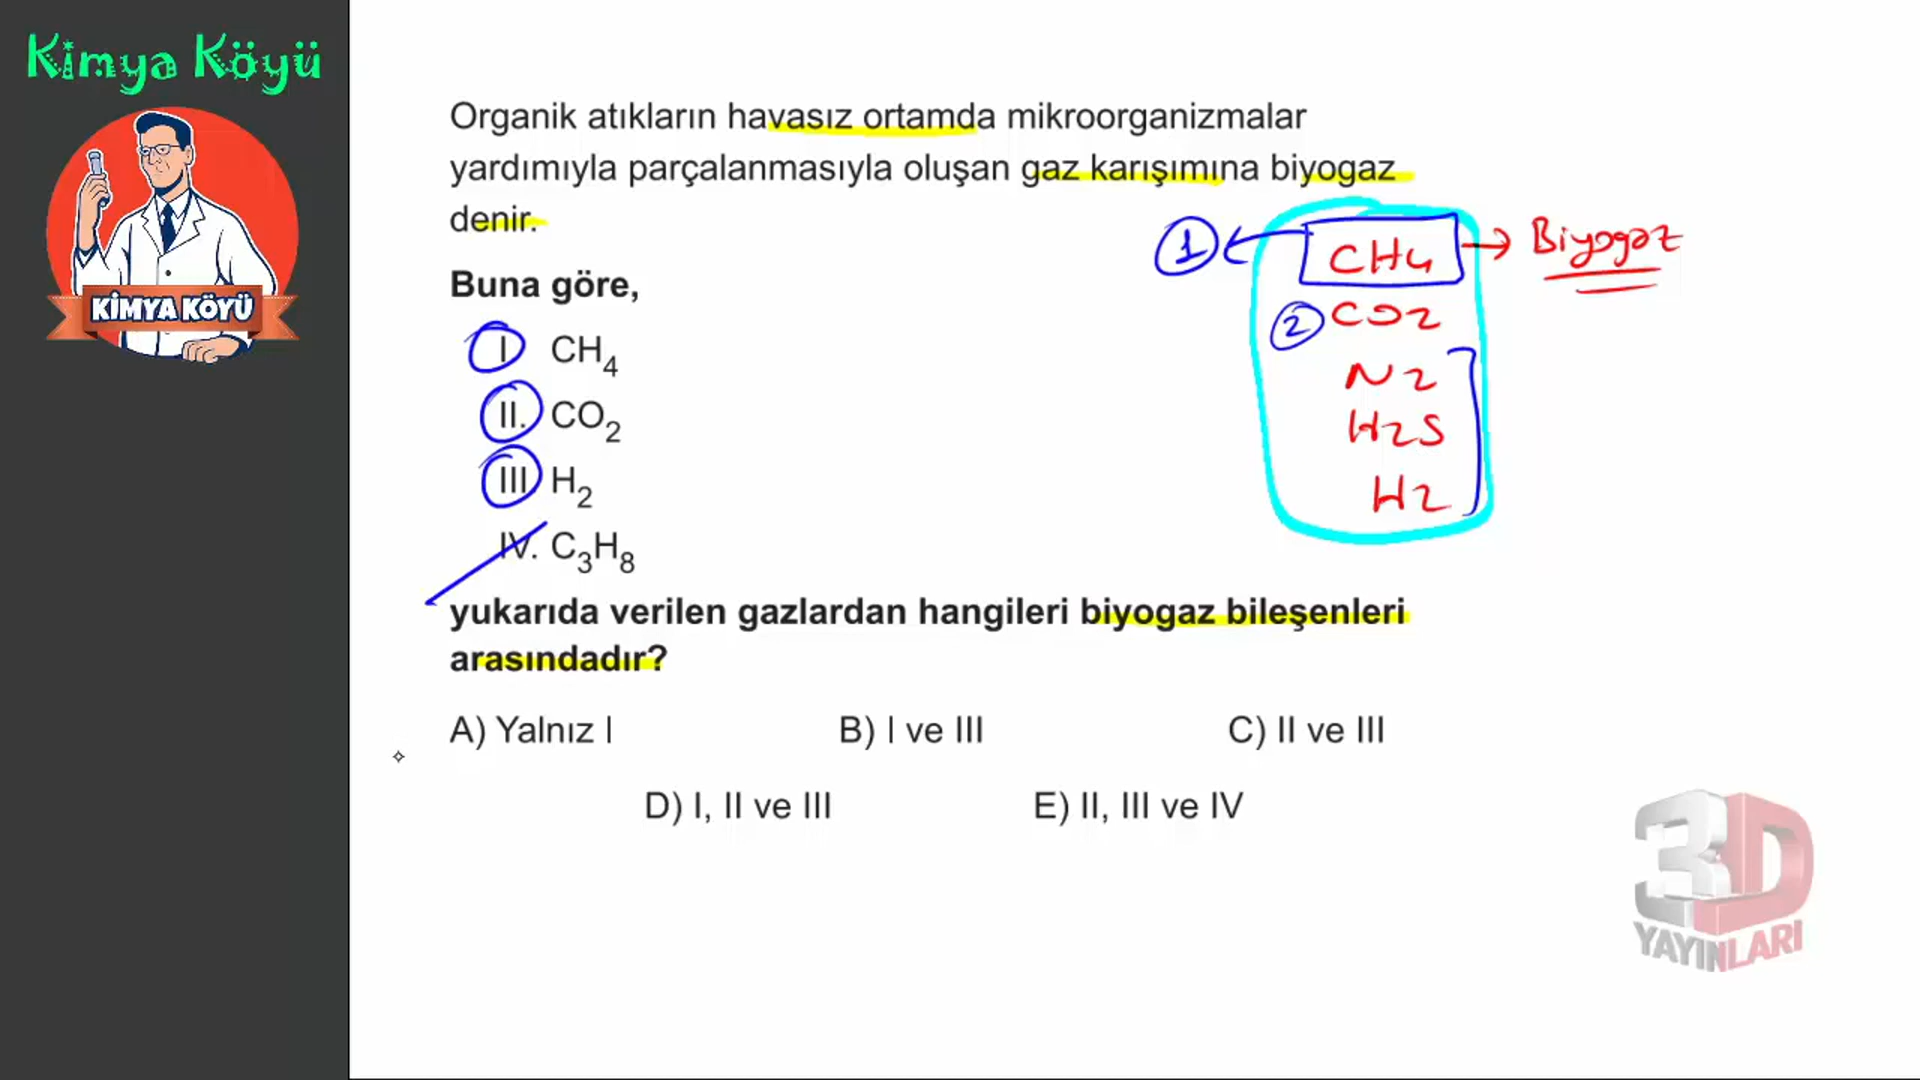 Kimya Köyü
KİMYA KÖYÜ
Organik atıkların havasız ortamda mikroorganizmalar
yardımıyla parçalanmasıyla oluşan gaz karışımına biyogaz
denir.
Buna göre,
I CH₄
II. CO₂
III H₂
IV. C₃H₈
yukarıda verilen gazlardan hangileri biyogaz bileşenleri
arasındadır?
A) Yalnız I B) I ve III C) II ve III
D) I, II ve III E) II, III ve IV
1 CH4 Biyogaz
2 CO2
N2
H2S
H2
3D
YAYINLARI